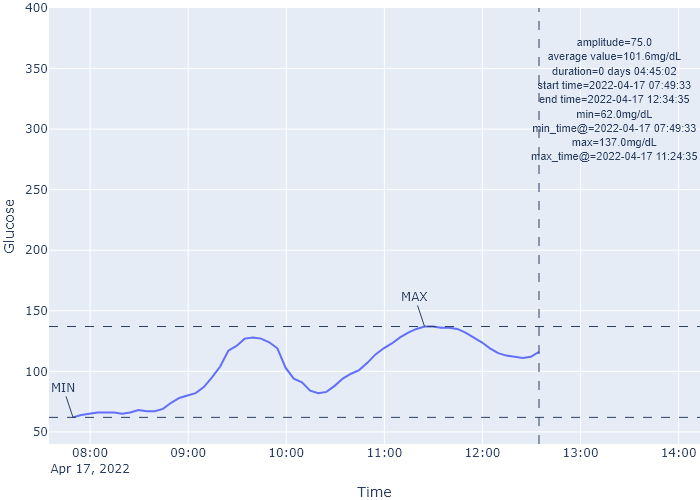 400
350
300
250
200
150
100
50
Glucose
amplitude=75.0
average value=101.6mg/dL
duration=0 days 04:45:02
start time=2022-04-17 07:49:33
end time=2022-04-17 12:34:35
min=62.0mg/dL
min_time@=2022-04-17 07:49:33
max=137.0mg/dL
max_time@=2022-04-17 11:24:35
MAX
MIN
08:00 09:00 10:00 11:00 12:00 13:00 14:00
Apr 17, 2022
Time